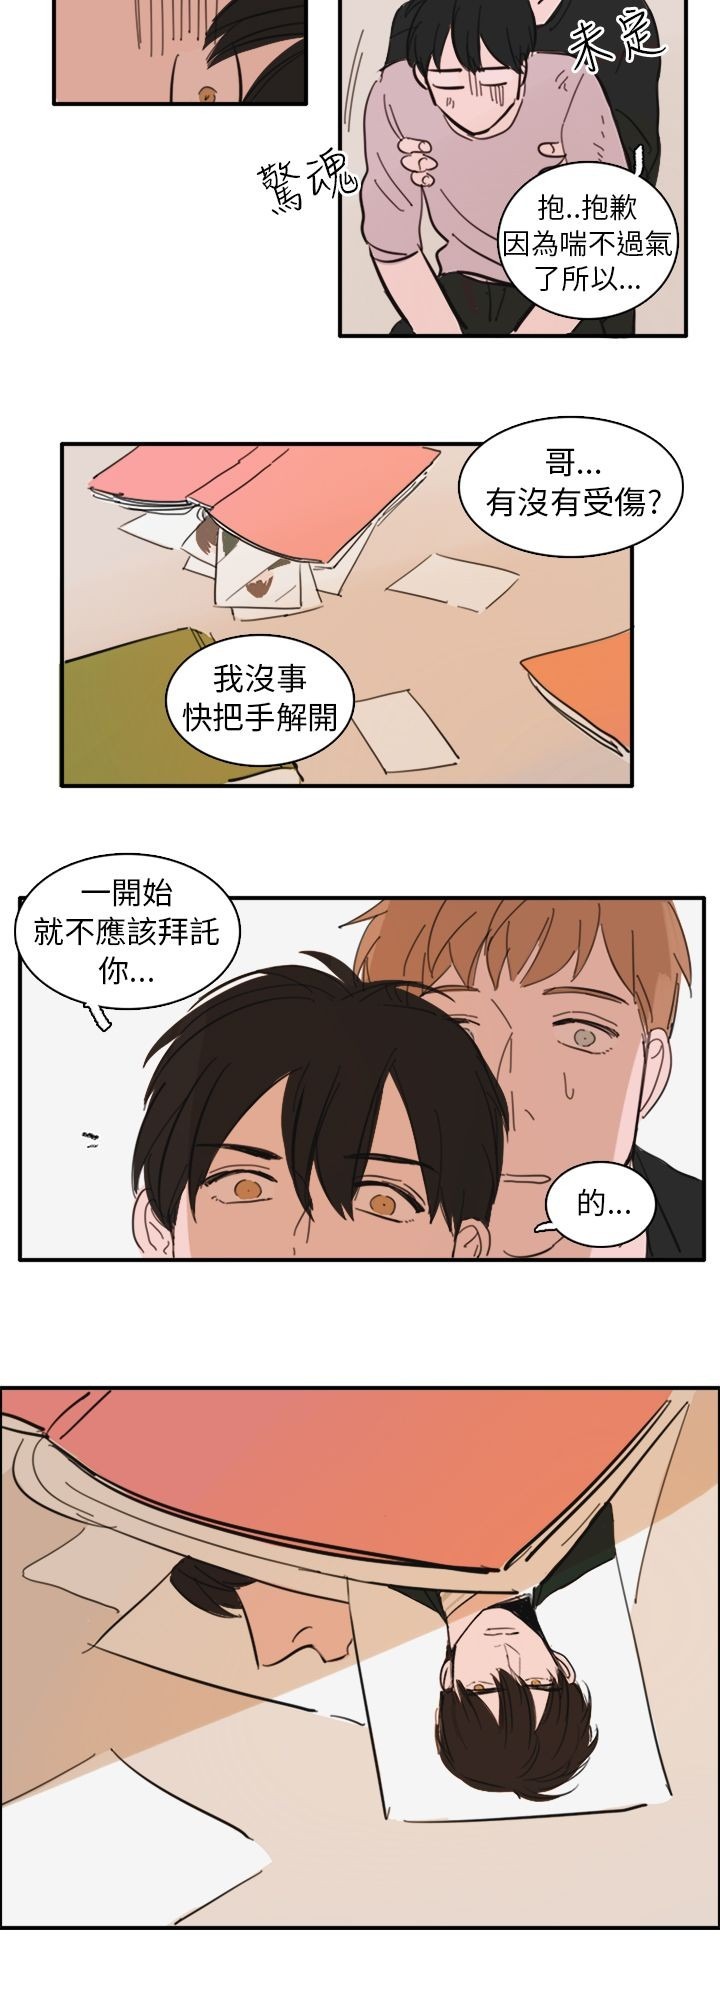 驚魂
未定
抱..抱歉
因為喘不過氣
了所以...
哥...
有沒有受傷?
我沒事
快把手解開
一開始
就不應該拜託
你...
的...